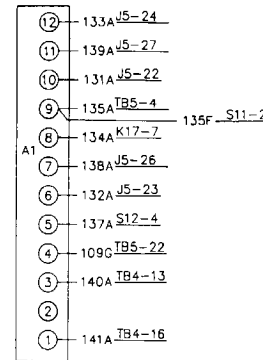 12 133A J5-24
11 139A J5-27
10 131A J5-22
9 135A TB5-4
135F S11-2
8 134A K17-7
A1
7 138A J5-26
6 132A J5-23
5 137A S12-4
4 109G TB5-22
3 140A TB4-13
2
1 141A TB4-16